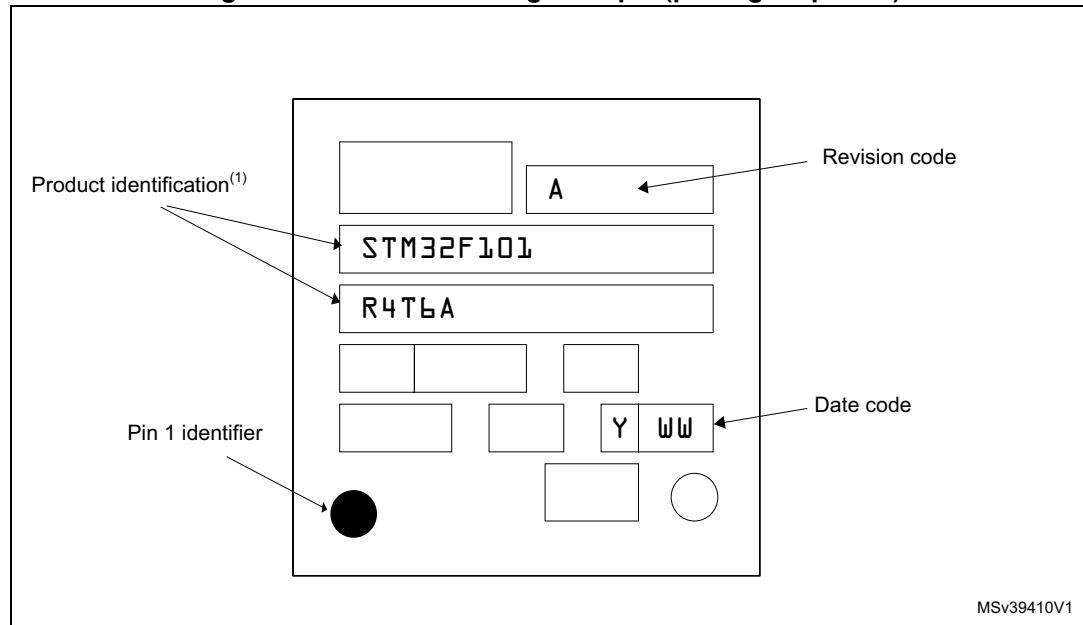 Revision code
A
Product identification(1)
STM32F101
R4T6A
Date code
Y WW
Pin 1 identifier
MSv39410V1